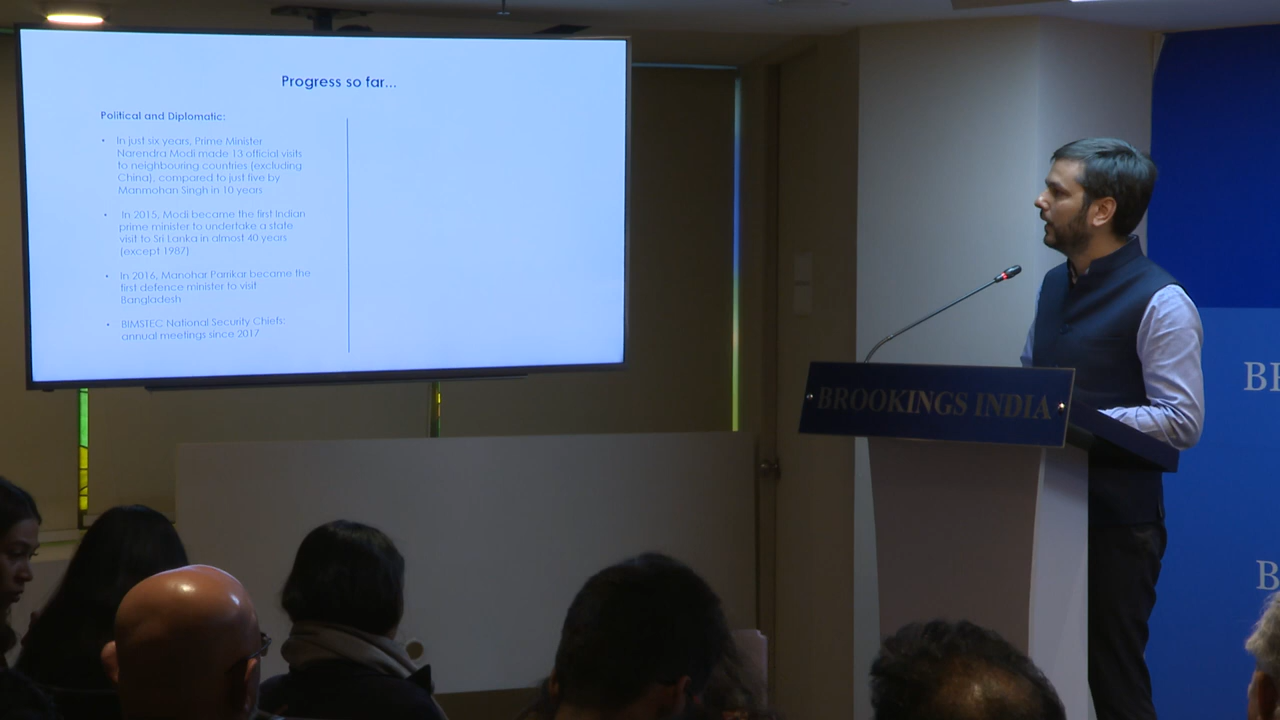 Progress so far...
Political and Diplomatic:
• In just six years, Prime Minister
Narendra Modi made 13 official visits
to neighbouring countries (excluding
China), compared to just five by
Manmohan Singh in 10 years
• In 2015, Modi became the first Indian
prime minister to undertake a state
visit to Sri Lanka in almost 40 years
(except 1987)
• In 2016, Manohar Parrikar became the
first defence minister to visit
Bangladesh
• BIMSTEC National Security Chiefs:
annual meetings since 2017
BROOKINGS INDIA
B